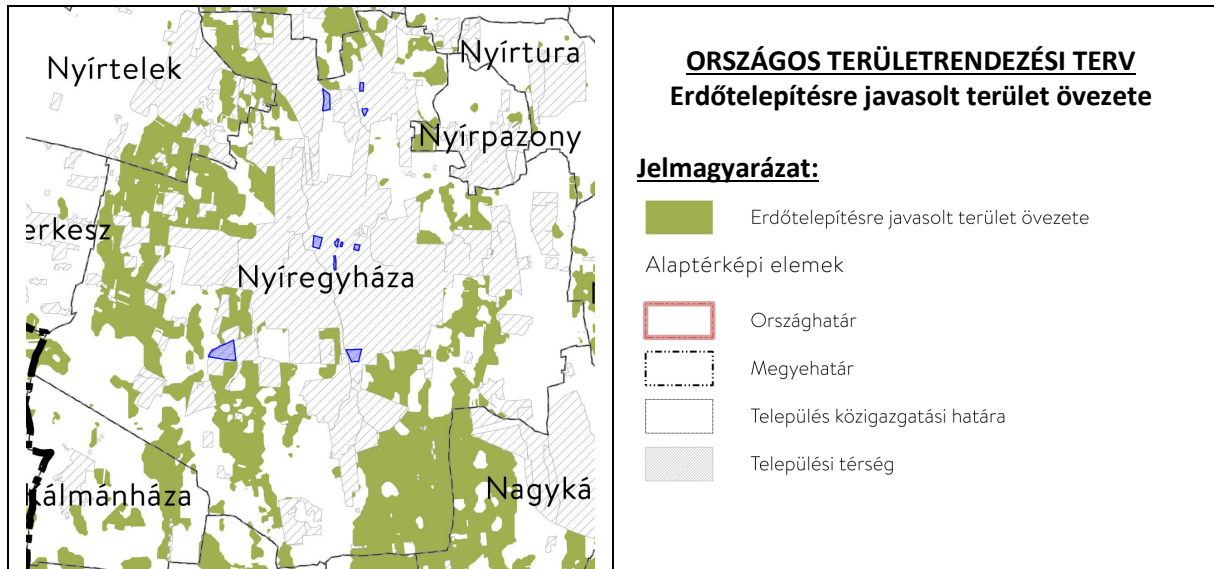 Nyírtelek
Nyírtura
Nyírpazony
erkesz
Nyíregyháza
Kálmánháza
Nagyká
ORSZÁGOS TERÜLETRENDEZÉSI TERV
Erdőtelepítésre javasolt terület övezete
Jelmagyarázat:
Erdőtelepítésre javasolt terület övezete
Alaptérképi elemek
Országhatár
Megyehatár
Település közigazgatási határa
Települési térség